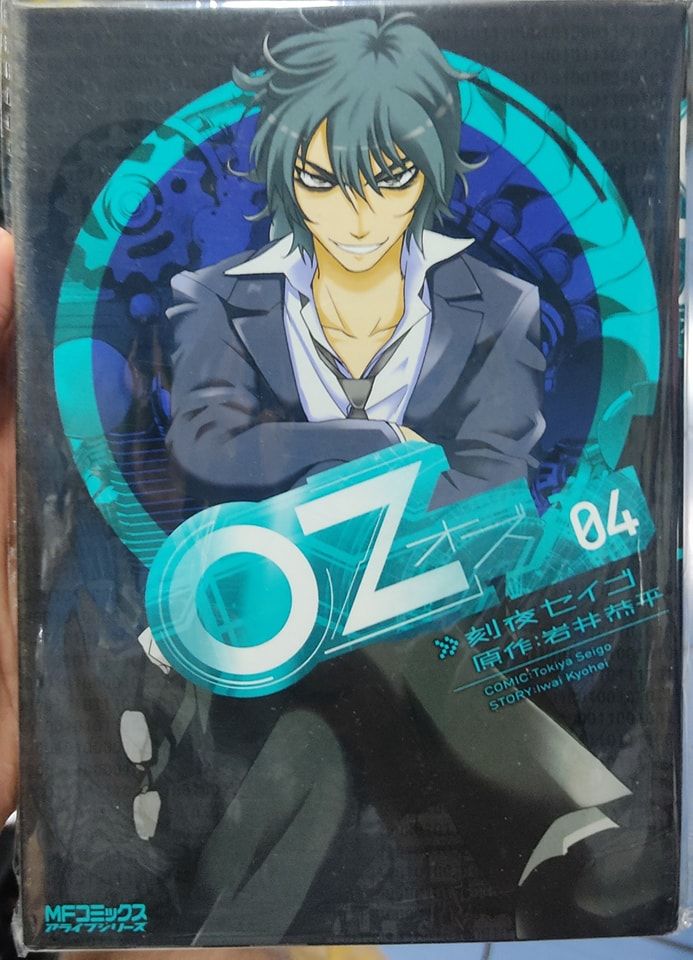 OZ オズ 04
刻夜セイゴ
原作:岩井恭平
COMIC:Tokiya Seigo
STORY:Iwai Kyohei
MFコミックス
アライブシリーズ